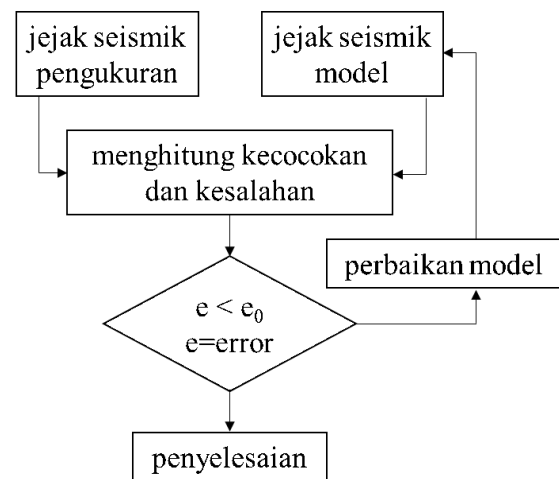 jejak seismik
pengukuran
jejak seismik
model
menghitung kecocokan
dan kesalahan
perbaikan model
e < e₀
e=error
penyelesaian